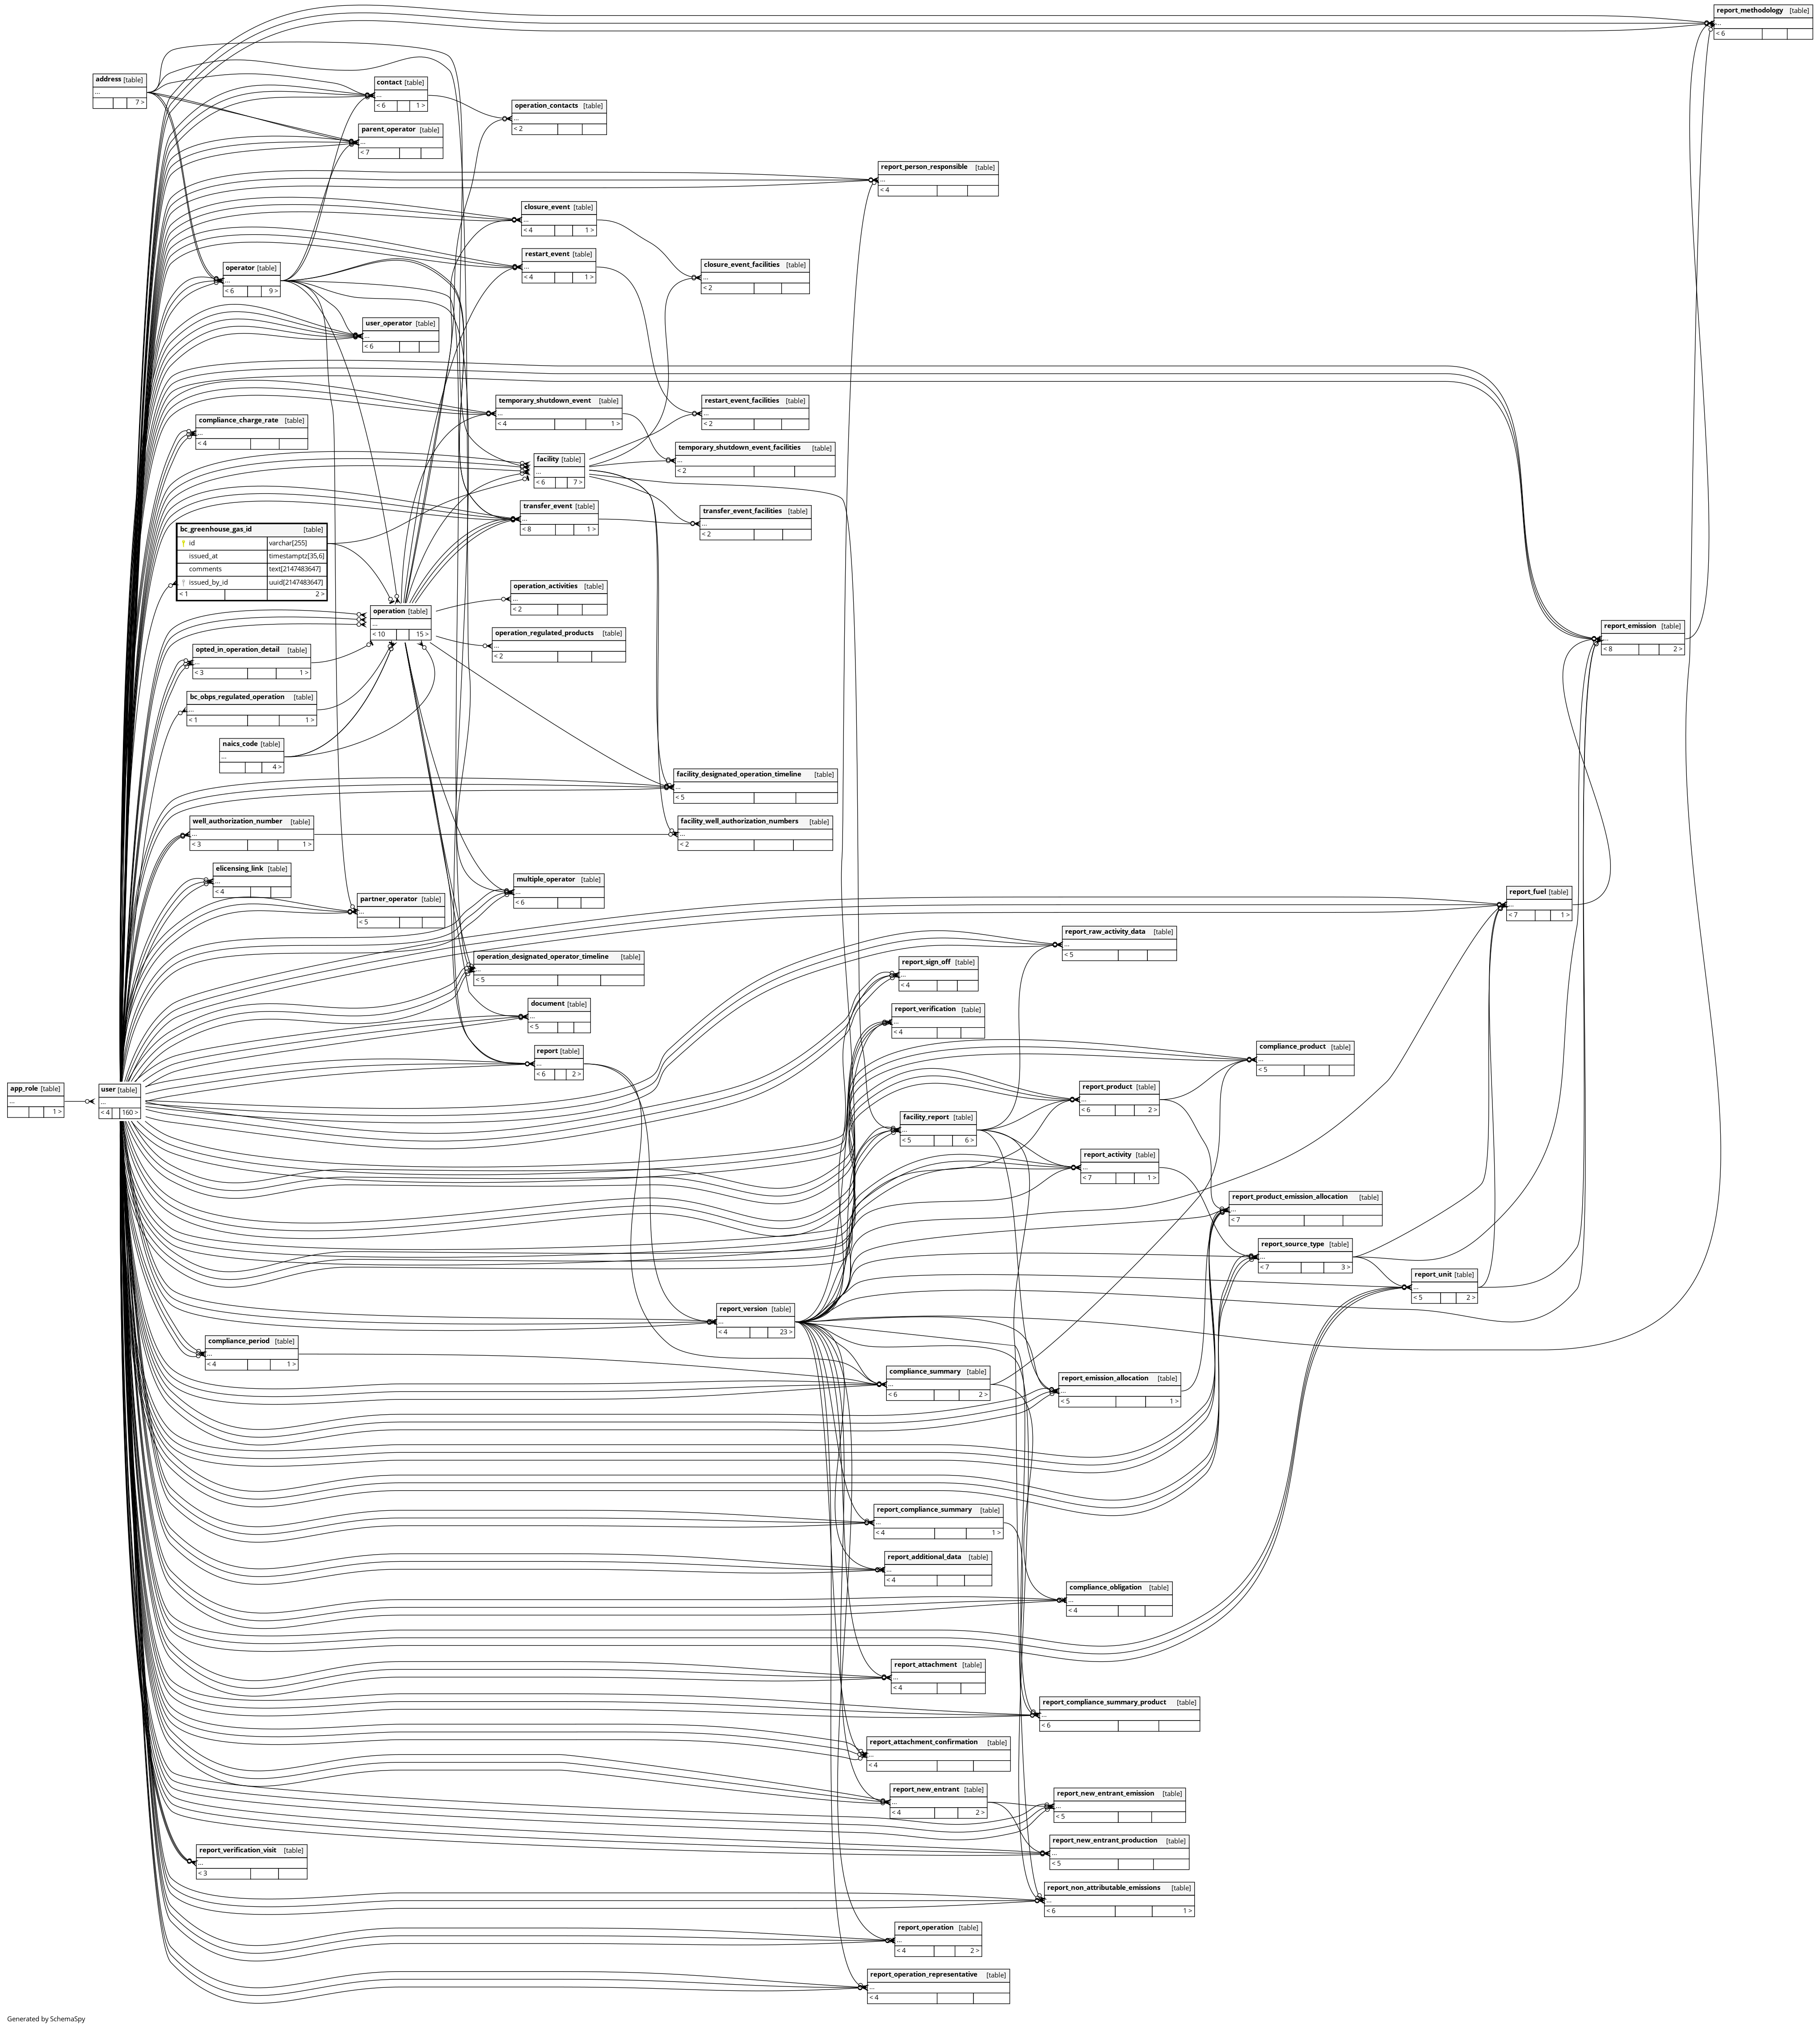 report_methodology [table]
...
< 6
address [table]
...
7 >
contact [table]
...
< 6 1 >
operation_contacts [table]
...
< 2
parent_operator [table]
...
< 7
report_person_responsible [table]
...
< 4
closure_event [table]
...
< 4 1 >
restart_event [table]
...
< 4 1 >
closure_event_facilities [table]
...
< 2
operator [table]
...
< 6 9 >
user_operator [table]
...
< 6
temporary_shutdown_event [table]
...
< 4 1 >
restart_event_facilities [table]
...
< 2
compliance_charge_rate [table]
...
< 4
temporary_shutdown_event_facilities [table]
...
< 2
facility [table]
...
< 6 7 >
transfer_event [table]
...
< 8 1 >
transfer_event_facilities [table]
...
< 2
bc_greenhouse_gas_id [table]
id varchar[255]
issued_at timestamptz[35,6]
comments text[2147483647]
issued_by_id uuid[2147483647]
< 1 2 >
operation_activities [table]
...
< 2
operation [table]
...
< 10 15 >
operation_regulated_products [table]
...
< 2
report_emission [table]
...
< 8 2 >
opted_in_operation_detail [table]
...
< 3 1 >
bc_obps_regulated_operation [table]
...
< 1 1 >
naics_code [table]
...
4 >
facility_designated_operation_timeline [table]
...
< 5
well_authorization_number [table]
...
< 3 1 >
facility_well_authorization_numbers [table]
...
< 2
elicensing_link [table]
...
< 4
multiple_operator [table]
...
< 6
partner_operator [table]
...
< 5
report_fuel [table]
...
< 7 1 >
report_raw_activity_data [table]
...
< 5
operation_designated_operator_timeline [table]
...
< 5
report_sign_off [table]
...
< 4
document [table]
...
< 5
report_verification [table]
...
< 4
report [table]
...
< 6 2 >
compliance_product [table]
...
< 5
app_role [table]
...
1 >
user [table]
...
< 4 160 >
report_product [table]
...
< 6 2 >
facility_report [table]
...
< 5 6 >
report_activity [table]
...
< 7 1 >
report_product_emission_allocation [table]
...
< 7
report_source_type [table]
...
< 7 3 >
report_unit [table]
...
< 5 2 >
report_version [table]
...
< 4 23 >
compliance_period [table]
...
< 4 1 >
compliance_summary [table]
...
< 6 2 >
report_emission_allocation [table]
...
< 5 1 >
report_compliance_summary [table]
...
< 4 1 >
report_additional_data [table]
...
< 4
compliance_obligation [table]
...
< 4
report_attachment [table]
...
< 4
report_compliance_summary_product [table]
...
< 6
report_attachment_confirmation [table]
...
< 4
report_new_entrant [table]
...
< 4 2 >
report_new_entrant_emission [table]
...
< 5
report_new_entrant_production [table]
...
< 5
report_verification_visit [table]
...
< 3
report_non_attributable_emissions [table]
...
< 6 1 >
report_operation [table]
...
< 4 2 >
report_operation_representative [table]
...
< 4
Generated by SchemaSpy